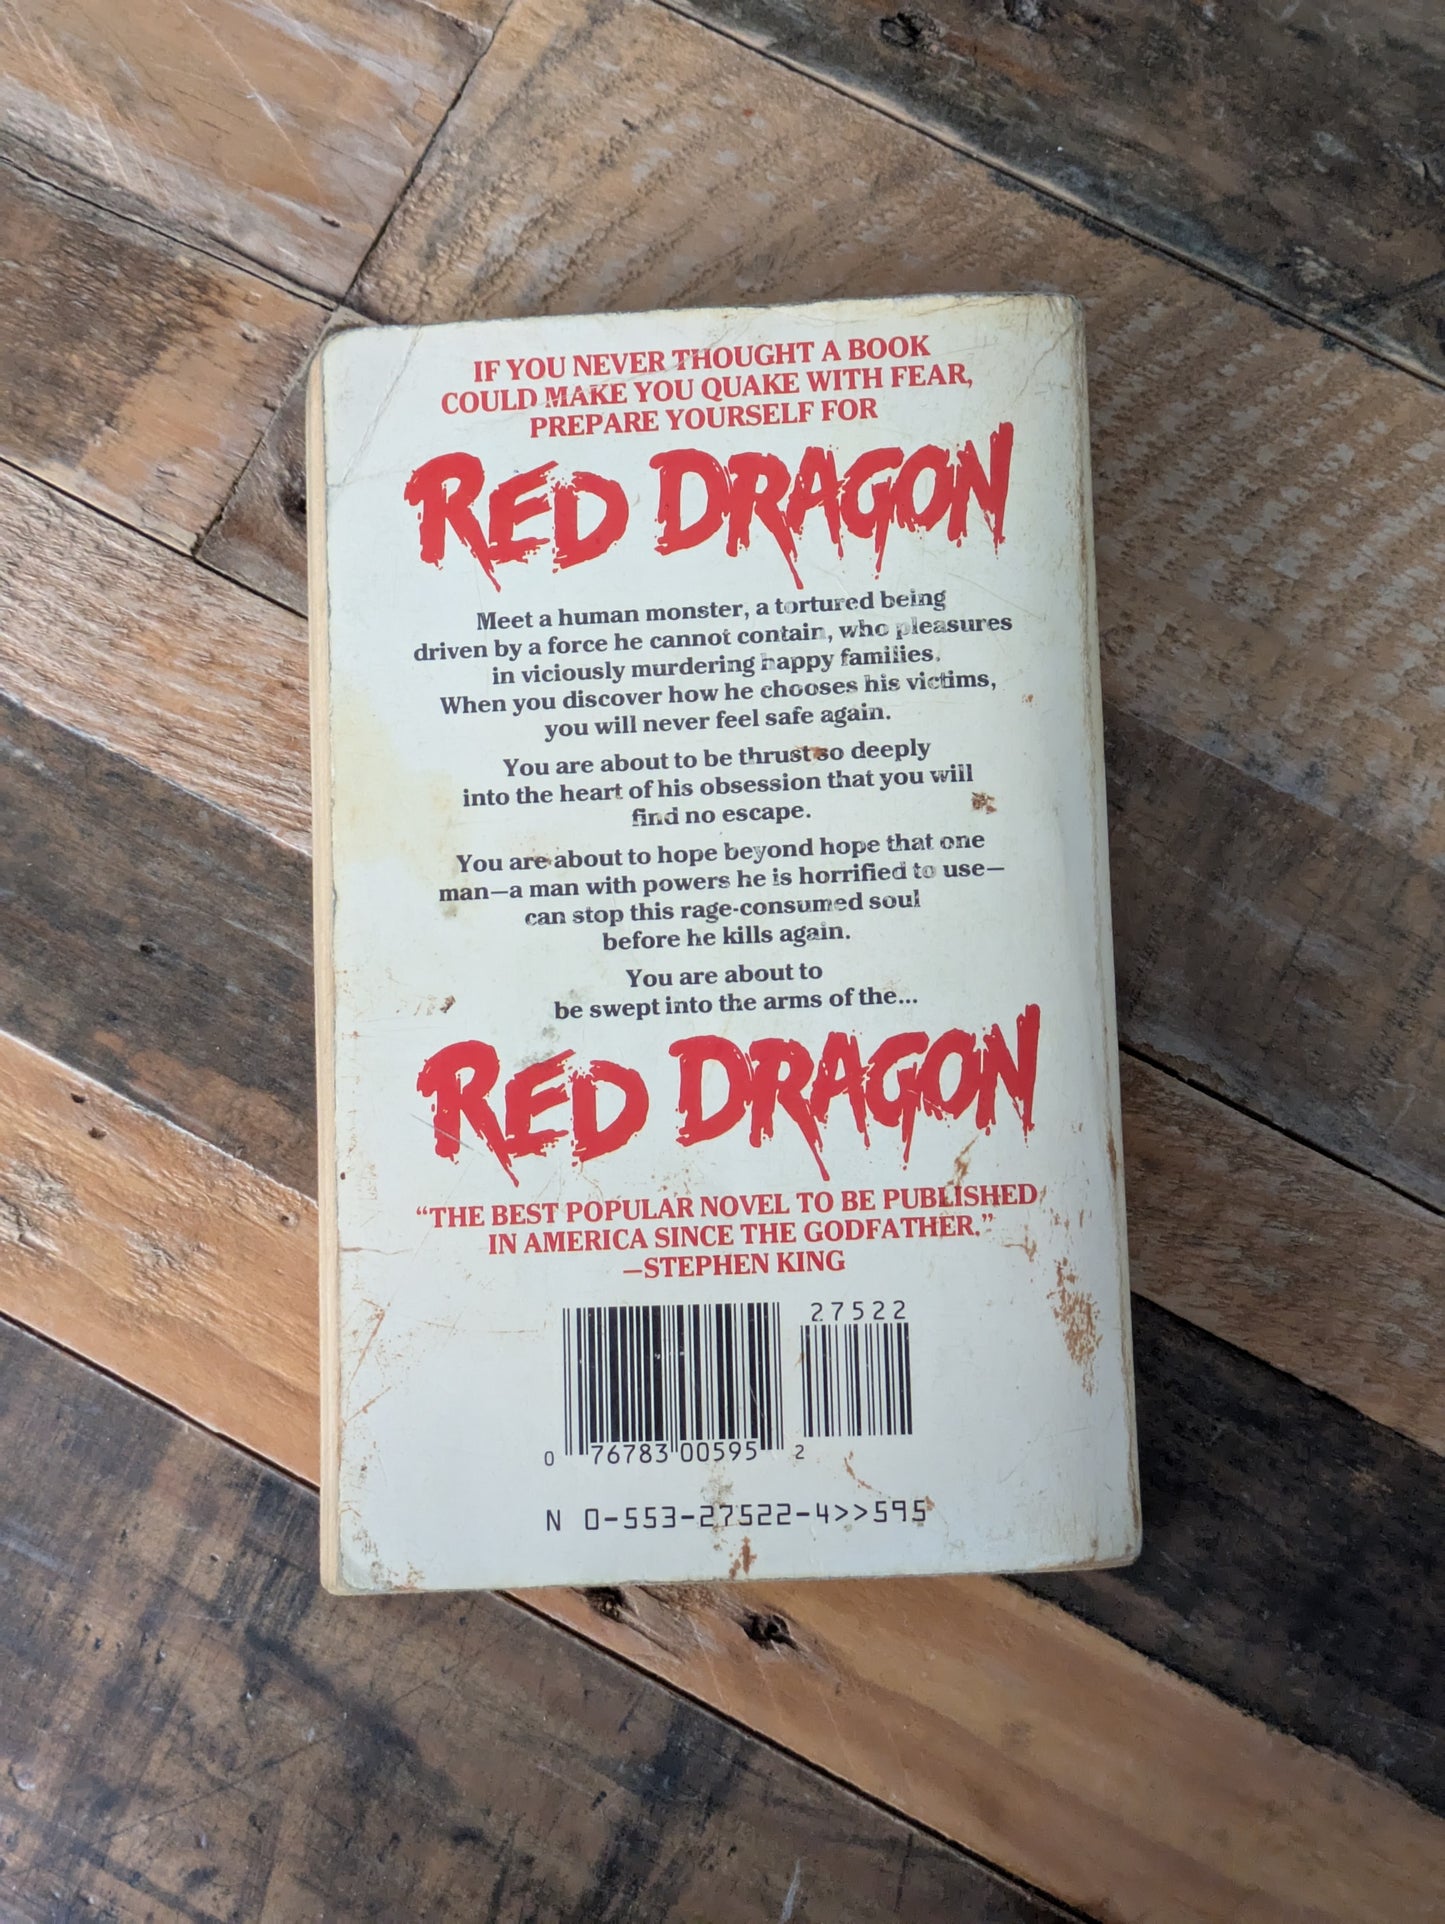 IF YOU NEVER THOUGHT A BOOK
COULD MAKE YOU QUAKE WITH FEAR,
PREPARE YOURSELF FOR
RED DRAGON
Meet a human monster, a tortured being
driven by a force he cannot contain, who pleasures
in viciously murdering happy families.
When you discover how he chooses his victims,
you will never feel safe again.
You are about to be thrust so deeply
into the heart of his obsession that you will
find no escape.
You are about to hope beyond hope that one
man—a man with powers he is horrified to use—
can stop this rage-consumed soul
before he kills again.
You are about to
be swept into the arms of the...
RED DRAGON
“THE BEST POPULAR NOVEL TO BE PUBLISHED
IN AMERICA SINCE THE GODFATHER.”
—STEPHEN KING
27522
0 76783 00595 2
N 0-553-27522-4>>595